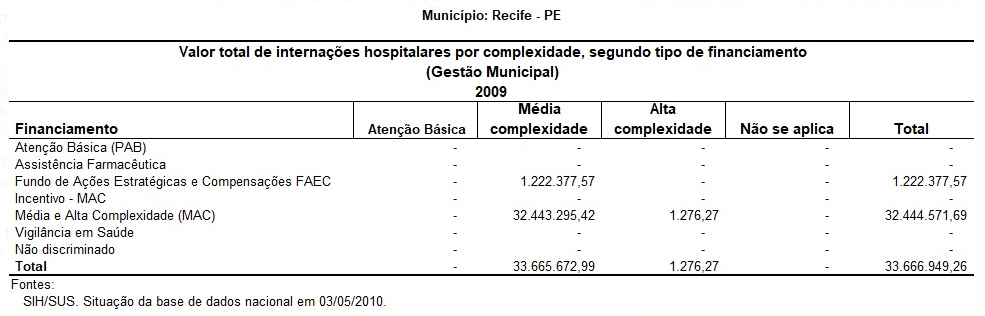 Município: Recife - PE
Valor total de internações hospitalares por complexidade, segundo tipo de financiamento
(Gestão Municipal)
2009
Financiamento Atenção Básica Média complexidade Alta complexidade Não se aplica Total
Atenção Básica (PAB) - - - - -
Assistência Farmacêutica - - - - -
Fundo de Ações Estratégicas e Compensações FAEC - 1.222.377,57 - - 1.222.377,57
Incentivo - MAC - - - - -
Média e Alta Complexidade (MAC) - 32.443.295,42 1.276,27 - 32.444.571,69
Vigilância em Saúde - - - - -
Não discriminado - - - - -
Total - 33.665.672,99 1.276,27 - 33.666.949,26
Fontes:
SIH/SUS. Situação da base de dados nacional em 03/05/2010.